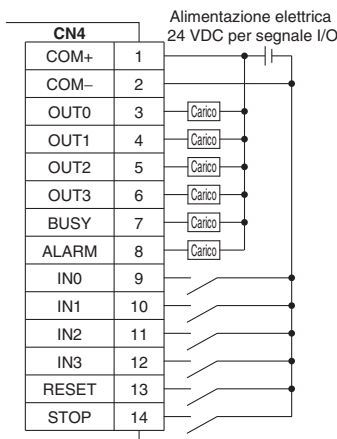 Alimentazione elettrica
24 VDC per segnale I/O
CN4
COM+ 1
COM– 2
OUT0 3 Carico
OUT1 4 Carico
OUT2 5 Carico
OUT3 6 Carico
BUSY 7 Carico
ALARM 8 Carico
IN0 9
IN1 10
IN2 11
IN3 12
RESET 13
STOP 14